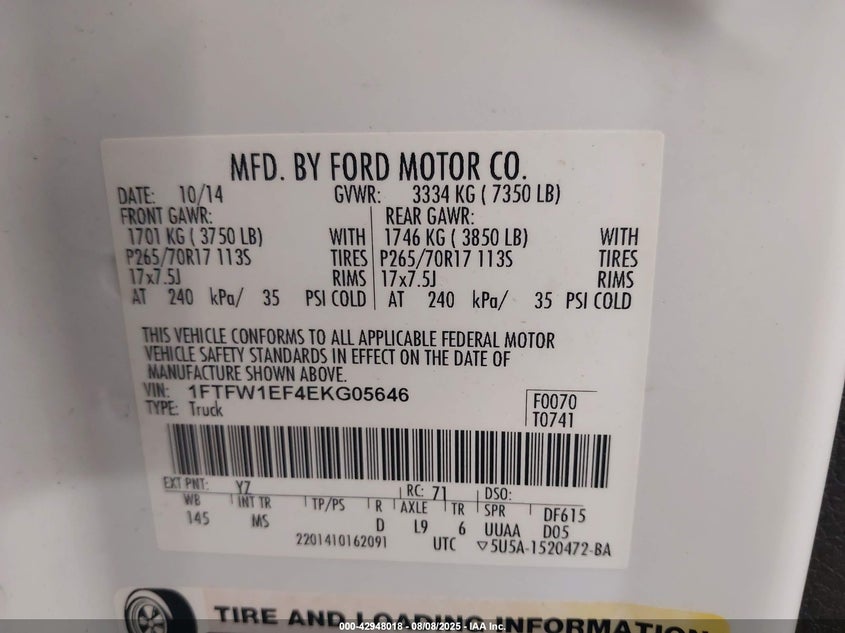 MFD. BY FORD MOTOR CO.
DATE: 10/14 GVWR: 3334 KG ( 7350 LB)
FRONT GAWR: REAR GAWR:
1701 KG ( 3750 LB) WITH 1746 KG ( 3850 LB) WITH
P265/70R17 113S TIRES P265/70R17 113S TIRES
17x7.5J RIMS 17x7.5J RIMS
AT 240 kPa/ 35 PSI COLD AT 240 kPa/ 35 PSI COLD
THIS VEHICLE CONFORMS TO ALL APPLICABLE FEDERAL MOTOR
VEHICLE SAFETY STANDARDS IN EFFECT ON THE DATE OF
MANUFACTURE SHOWN ABOVE.
VIN: 1FTFW1EF4EKG05646 F0070
TYPE: Truck T0741
EXT PNT: YZ RC: 71 DSO:
WB INT TR TP/PS R AXLE TR SPR DF615
145 MS D L9 6 UUAA D05
2201410162091 UTC ▽5U5A-1520472-BA
TIRE AND LOADING INFORMATION
000-42948018 - 08/08/2025 - IAA Inc.